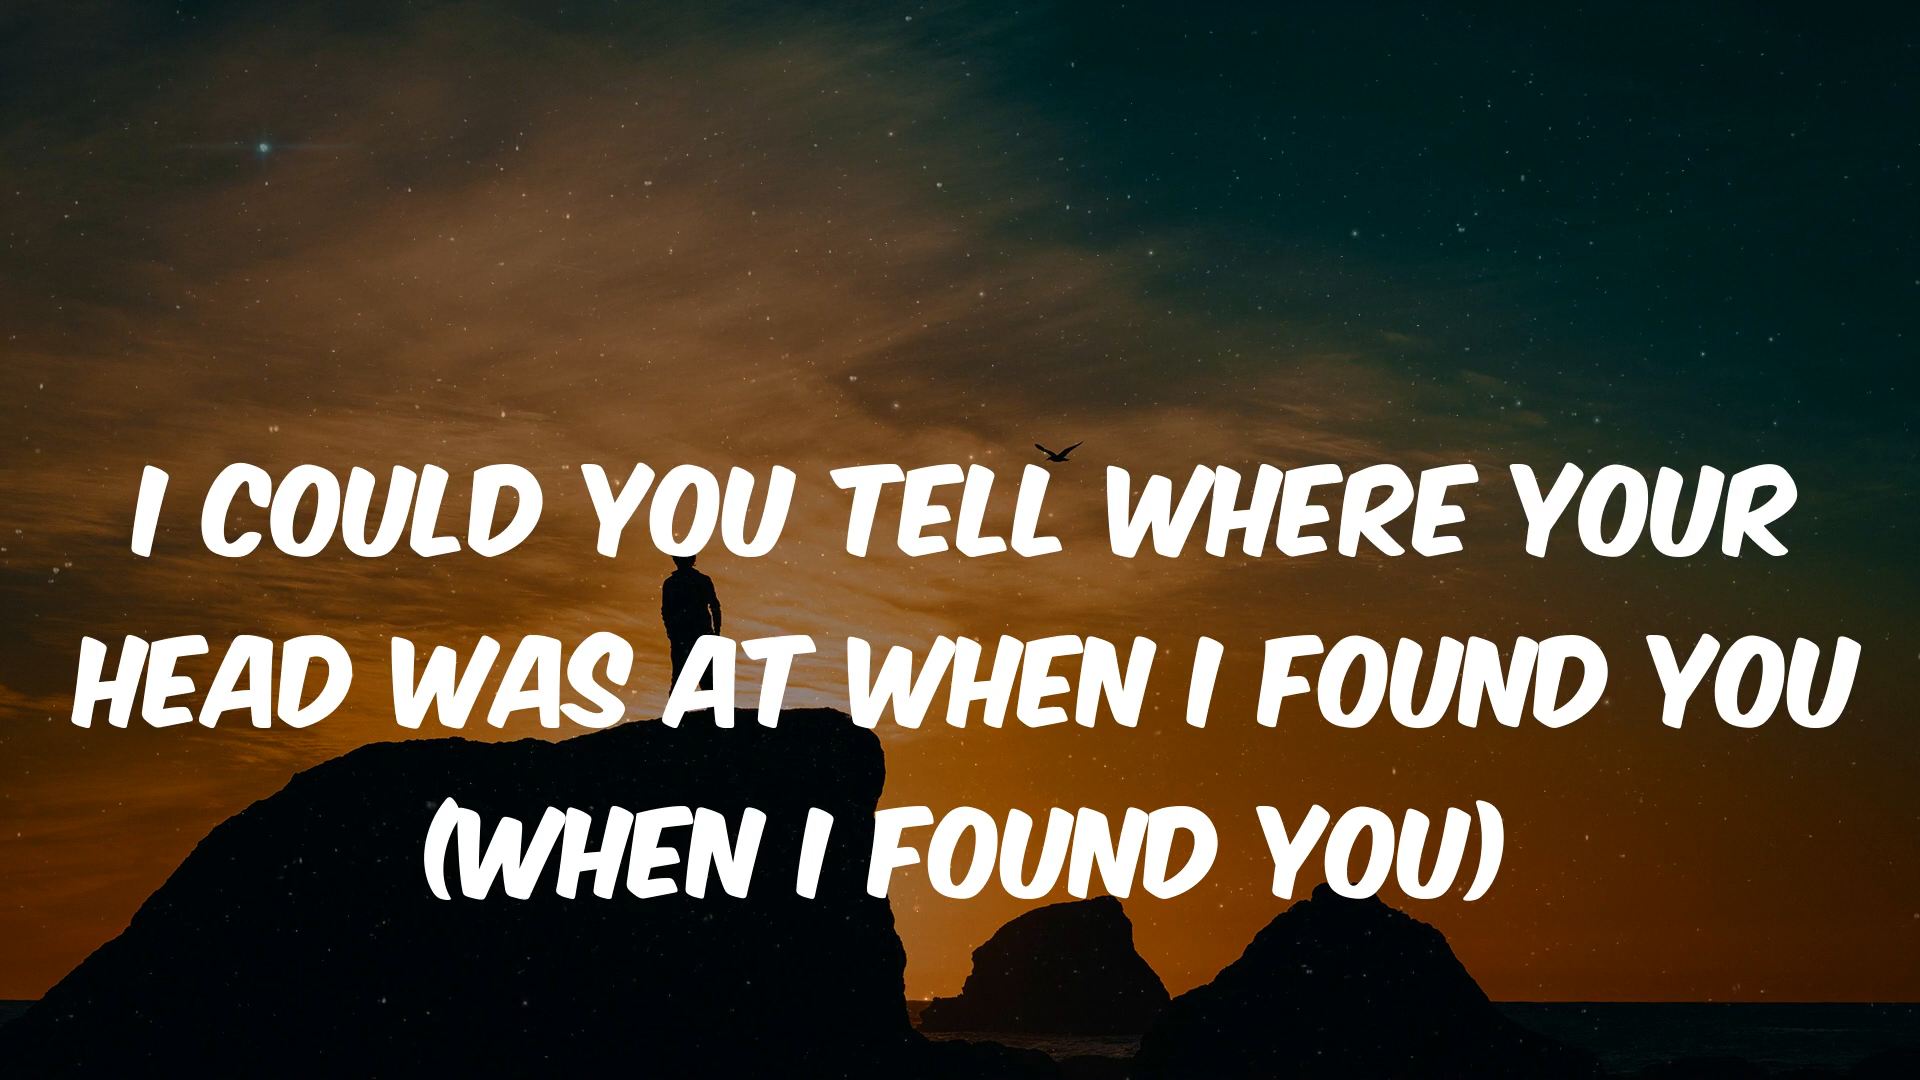 I COULD YOU TELL WHERE YOUR
HEAD WAS AT WHEN I FOUND YOU
(WHEN I FOUND YOU)